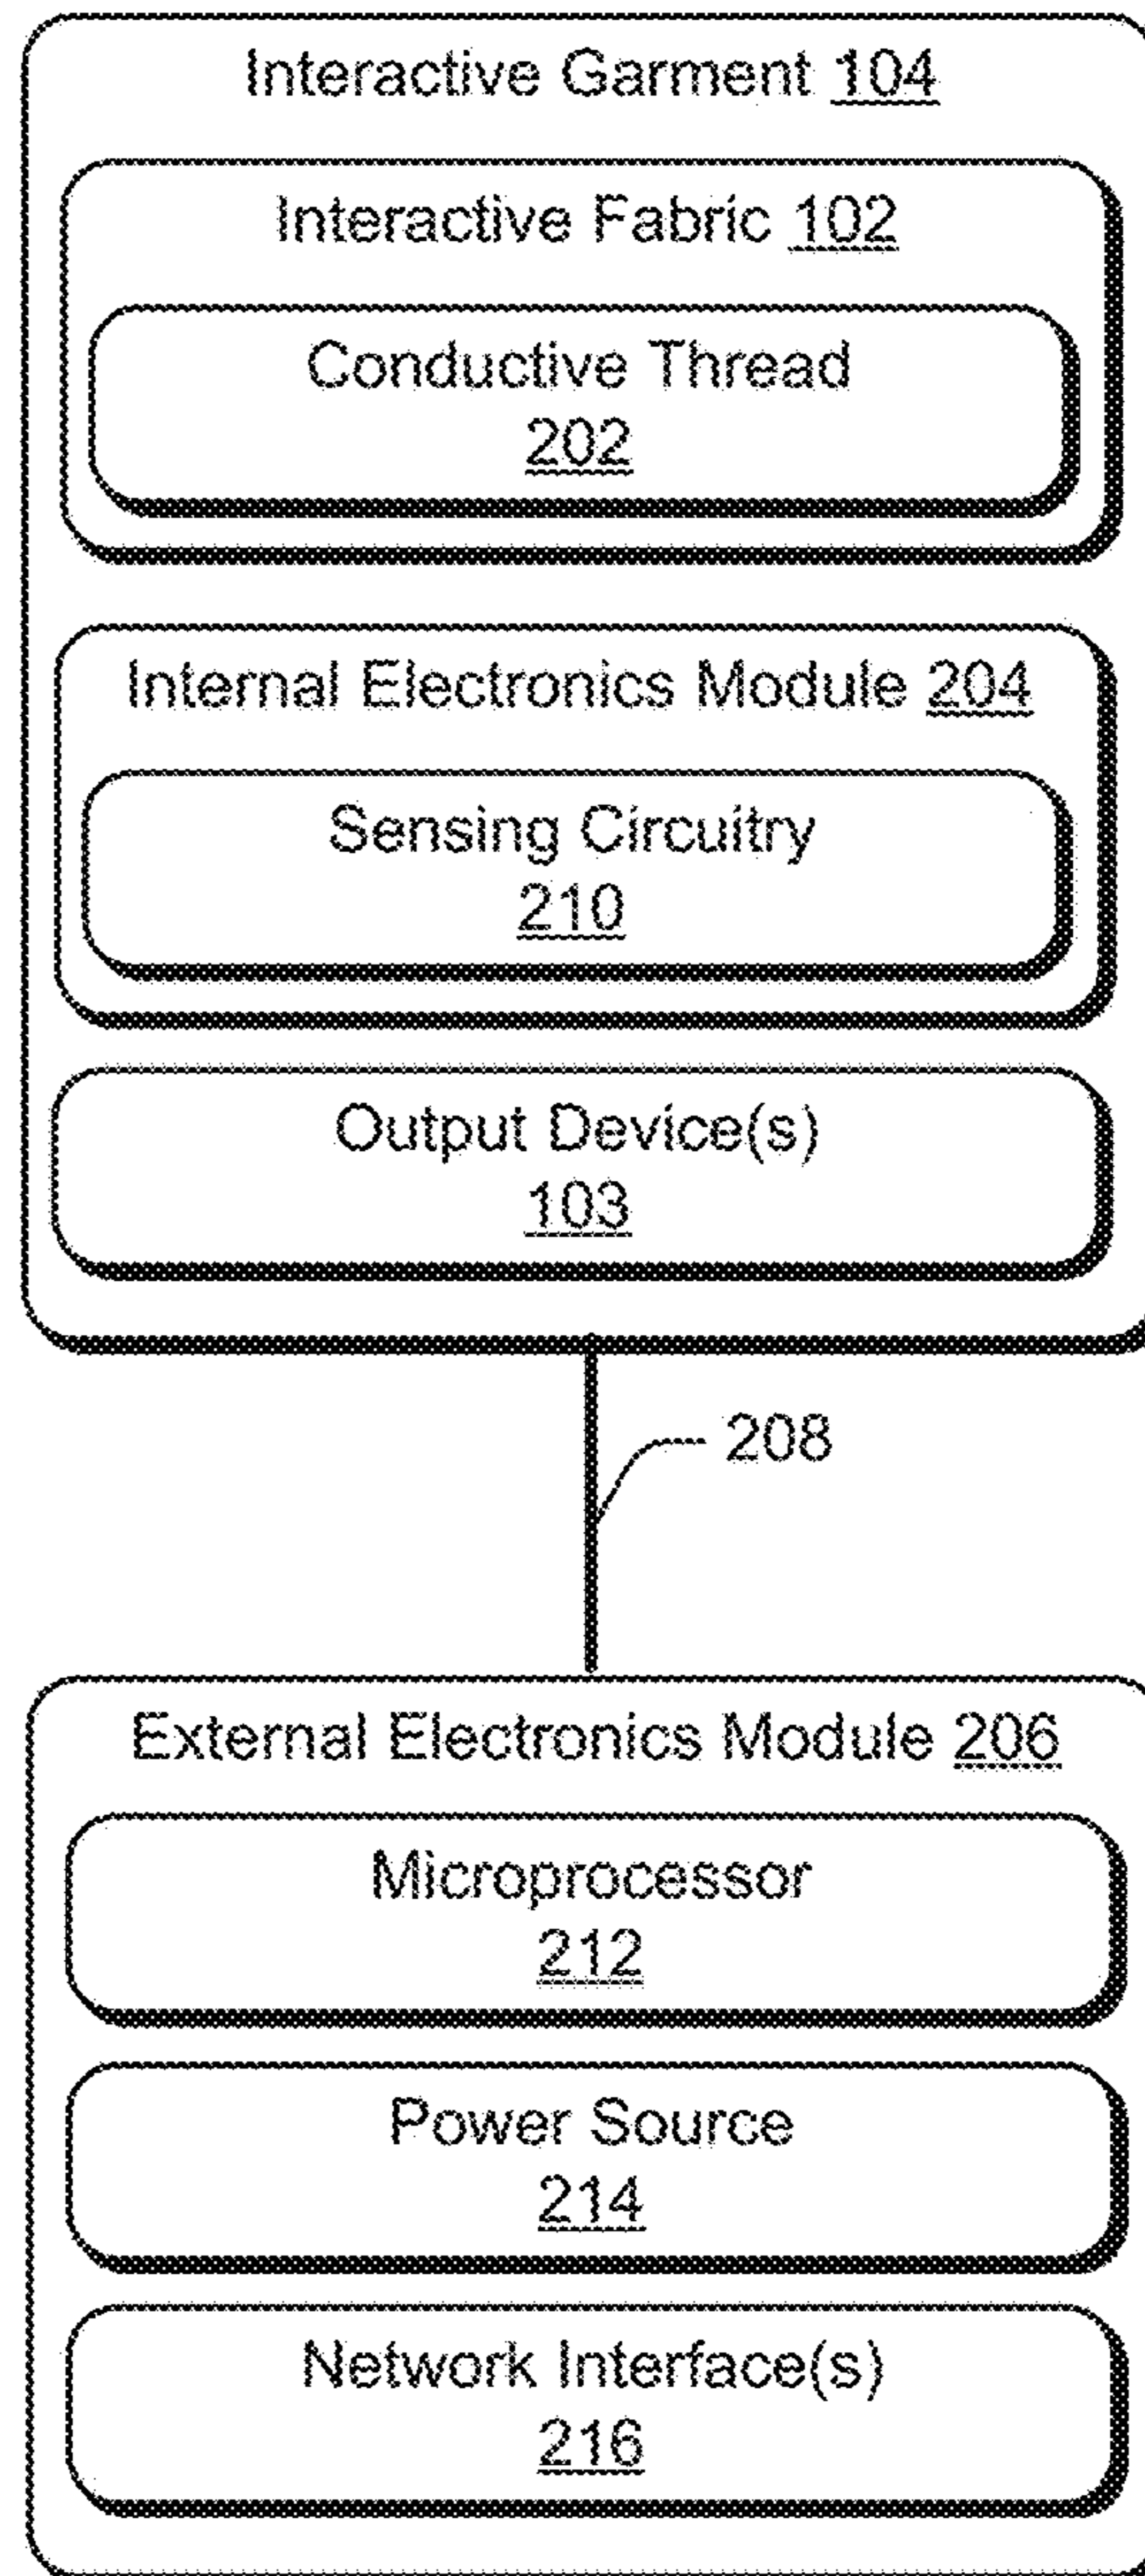 Interactive Garment 104
Interactive Fabric 102
Conductive Thread
202
Internal Electronics Module 204
Sensing Circuitry
210
Output Device(s)
103
208
External Electronics Module 206
Microprocessor
212
Power Source
214
Network Interface(s)
216